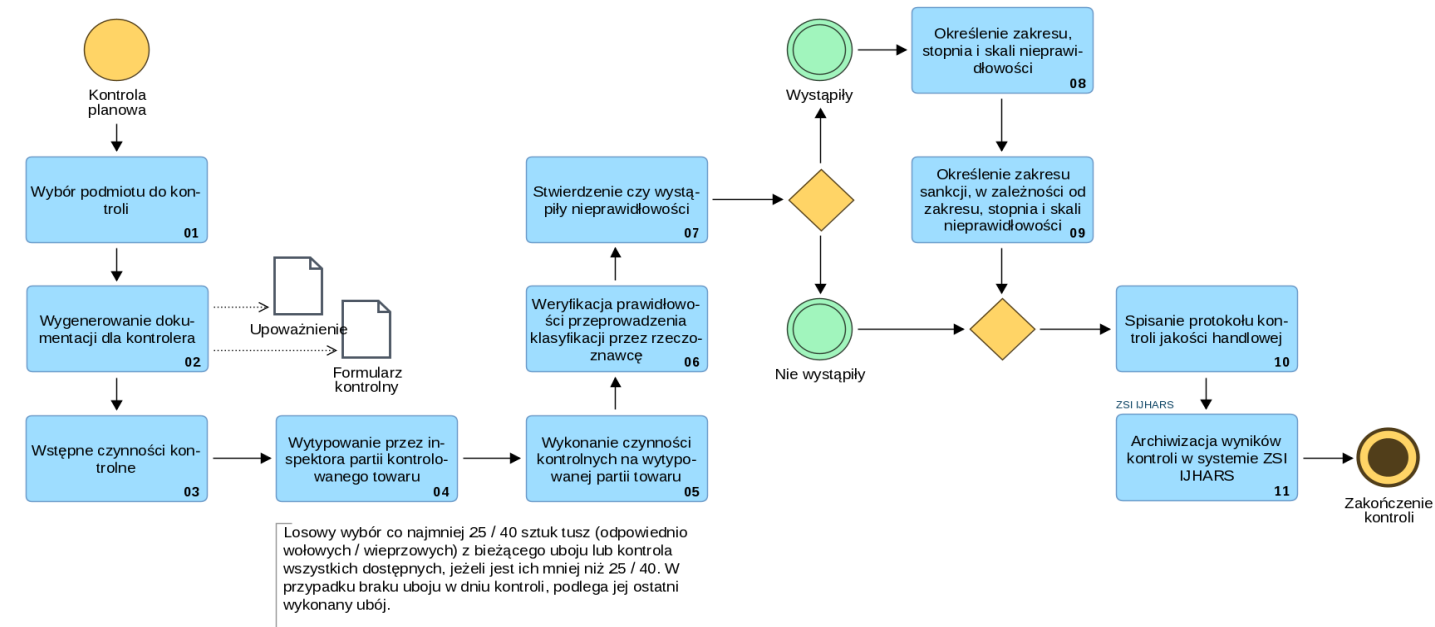 Kontrola
planowa
Wybór podmiotu do kon-
troli
01
Wygenerowanie doku-
mentacji dla kontrolera
02
Upoważnienie
Formularz
kontrolny
Wstępne czynności kon-
trolne
03
Wytypowanie przez in-
spektora partii kontrolo-
wanego towaru
04
Losowy wybór co najmniej 25 / 40 sztuk tusz (odpowiednio
wołowych / wieprzowych) z bieżącego uboju lub kontrola
wszystkich dostępnych, jeżeli jest ich mniej niż 25 / 40. W
przypadku braku uboju w dniu kontroli, podlega jej ostatni
wykonany ubój.
Wykonanie czynności
kontrolnych na wytypo-
wanej partii towaru
05
Weryfikacja prawidłowo-
ści przeprowadzenia
klasyfikacji przez rzeczo-
znawcę
06
Stwierdzenie czy wystą-
piły nieprawidłowości
07
Wystąpiły
Nie wystąpiły
Określenie zakresu,
stopnia i skali nieprawi-
dłowości
08
Określenie zakresu
sankcji, w zależności od
zakresu, stopnia i skali
nieprawidłowości
09
Spisanie protokołu kon-
troli jakości handlowej
10
ZSI IJHARS
Archiwizacja wyników
kontroli w systemie ZSI
IJHARS
11
Zakończenie
kontroli